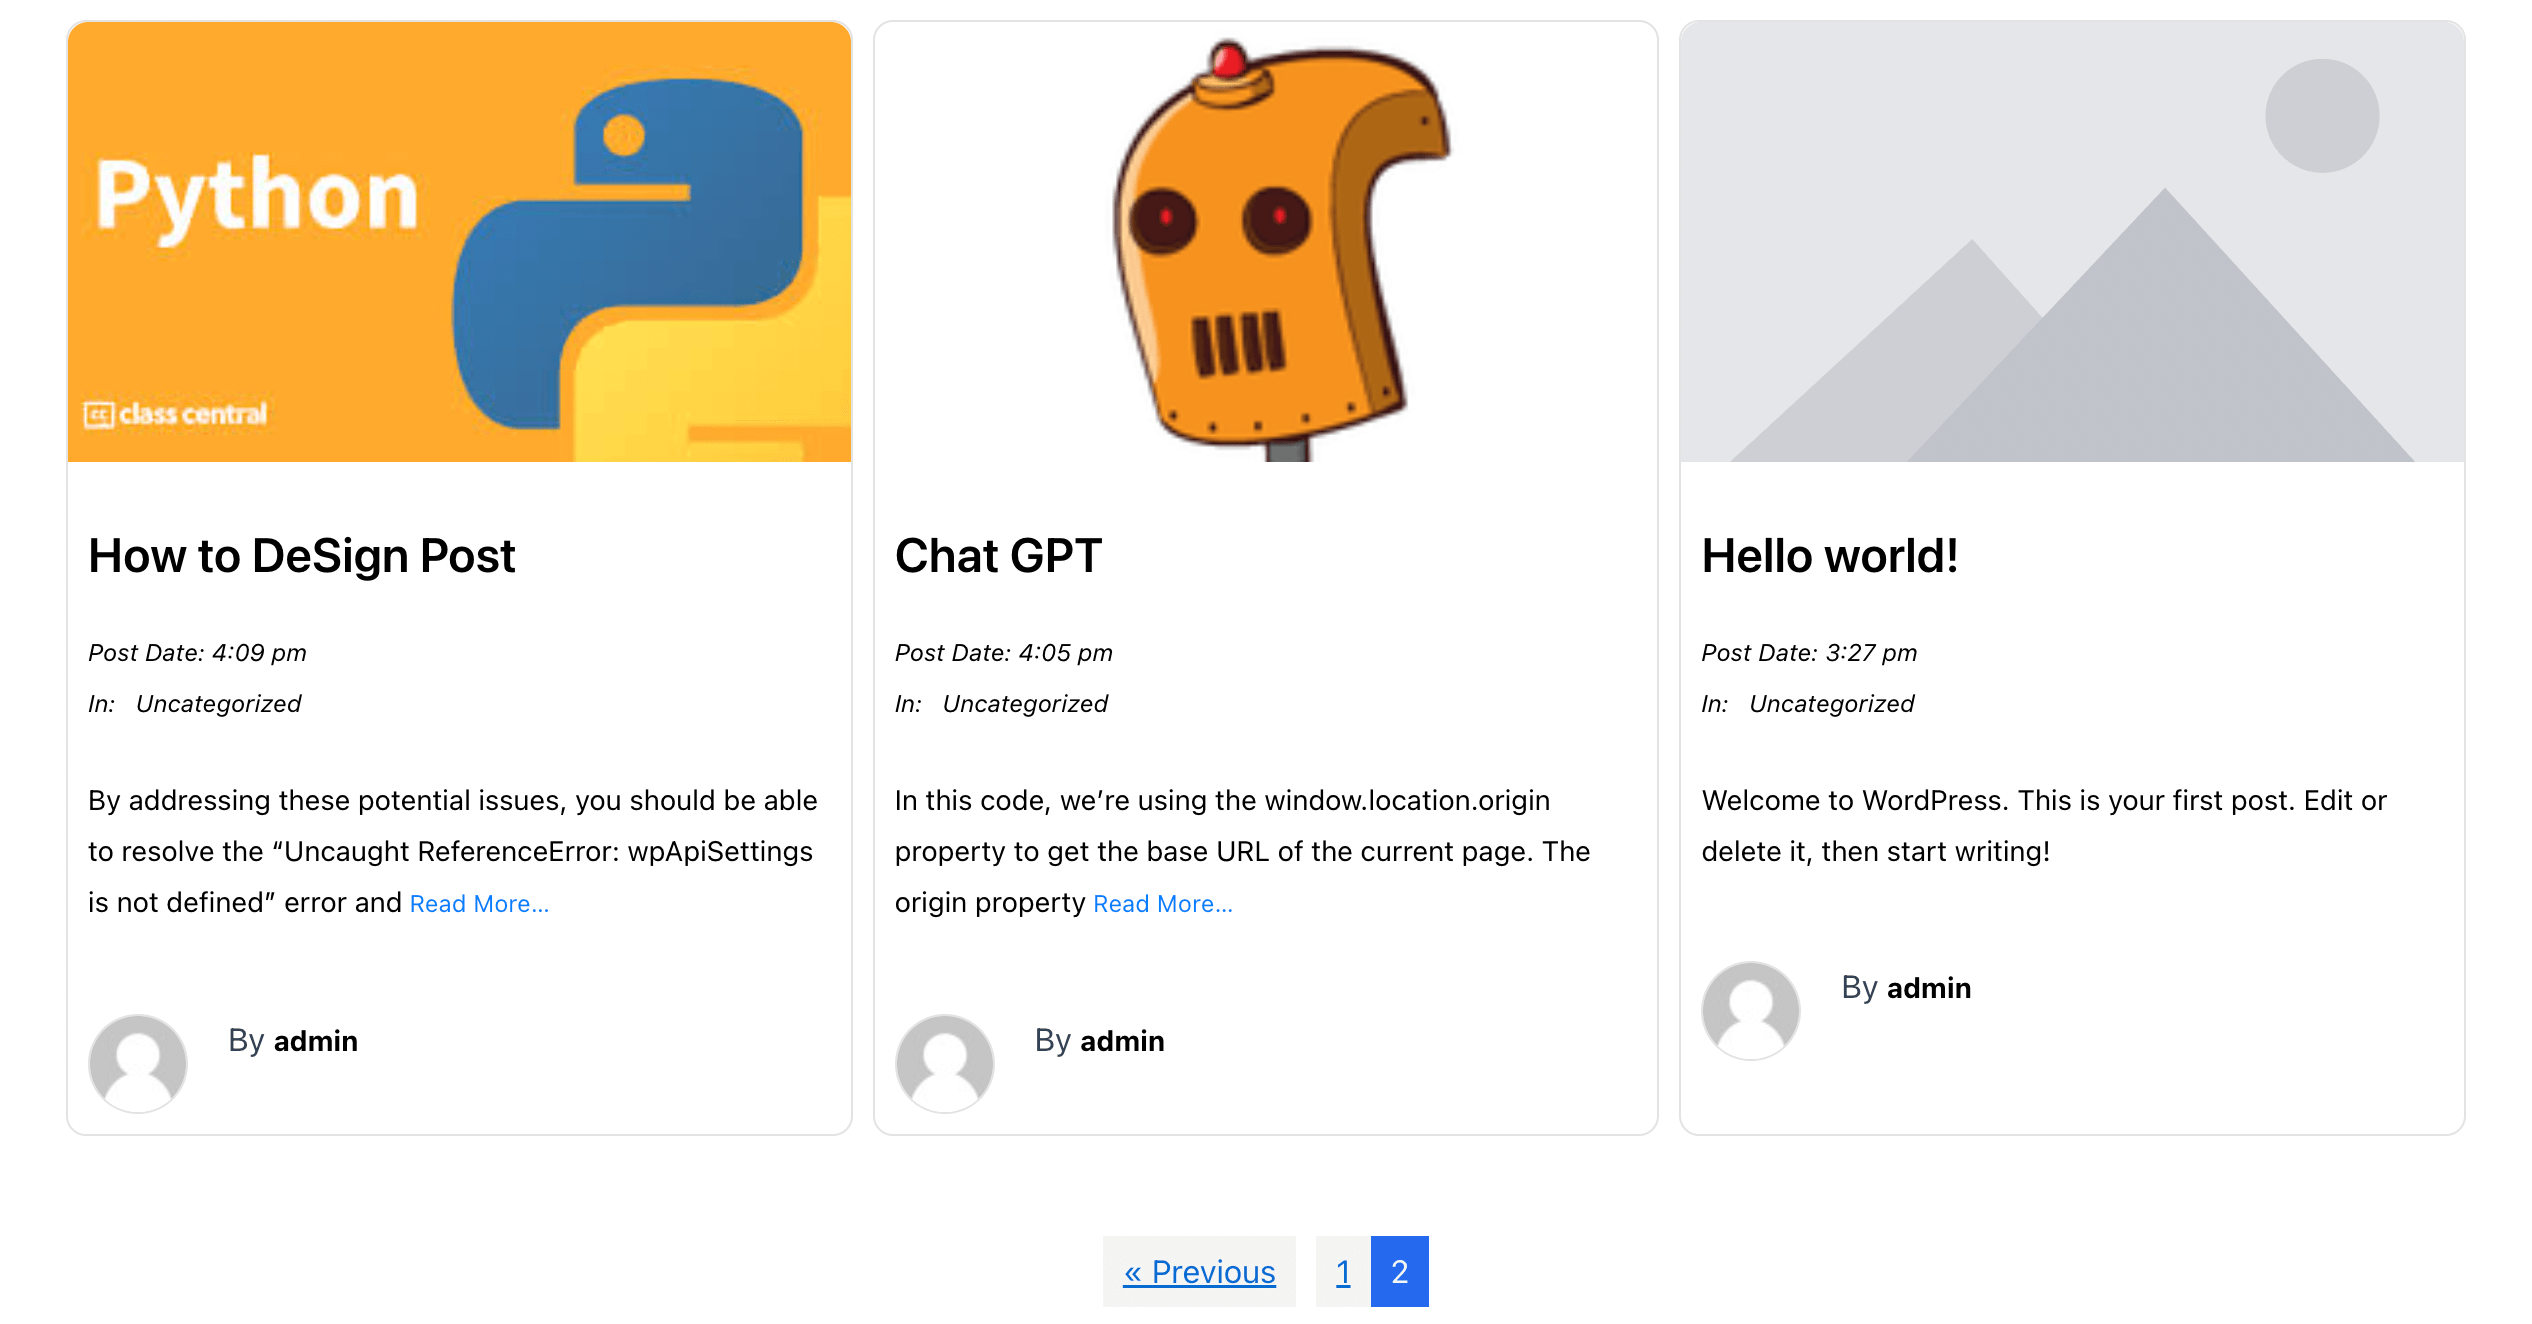 Python
cc class central
How to DeSign Post
Post Date: 4:09 pm
In: Uncategorized
By addressing these potential issues, you should be able
to resolve the “Uncaught ReferenceError: wpApiSettings
is not defined” error and Read More...
By admin
Chat GPT
Post Date: 4:05 pm
In: Uncategorized
In this code, we’re using the window.location.origin
property to get the base URL of the current page. The
origin property Read More...
By admin
Hello world!
Post Date: 3:27 pm
In: Uncategorized
Welcome to WordPress. This is your first post. Edit or
delete it, then start writing!
By admin
« Previous 1 2